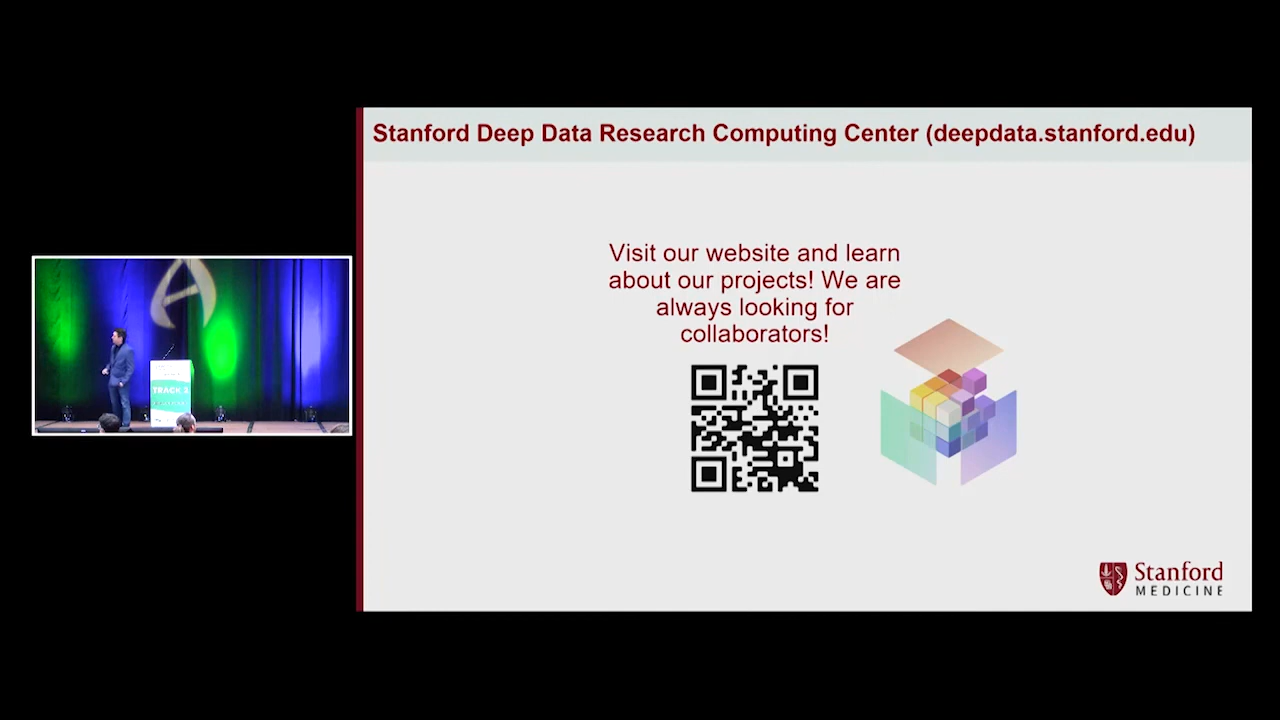 Stanford Deep Data Research Computing Center (deepdata.stanford.edu)
Visit our website and learn
about our projects! We are
always looking for
collaborators!
TRACK
Stanford
MEDICINE